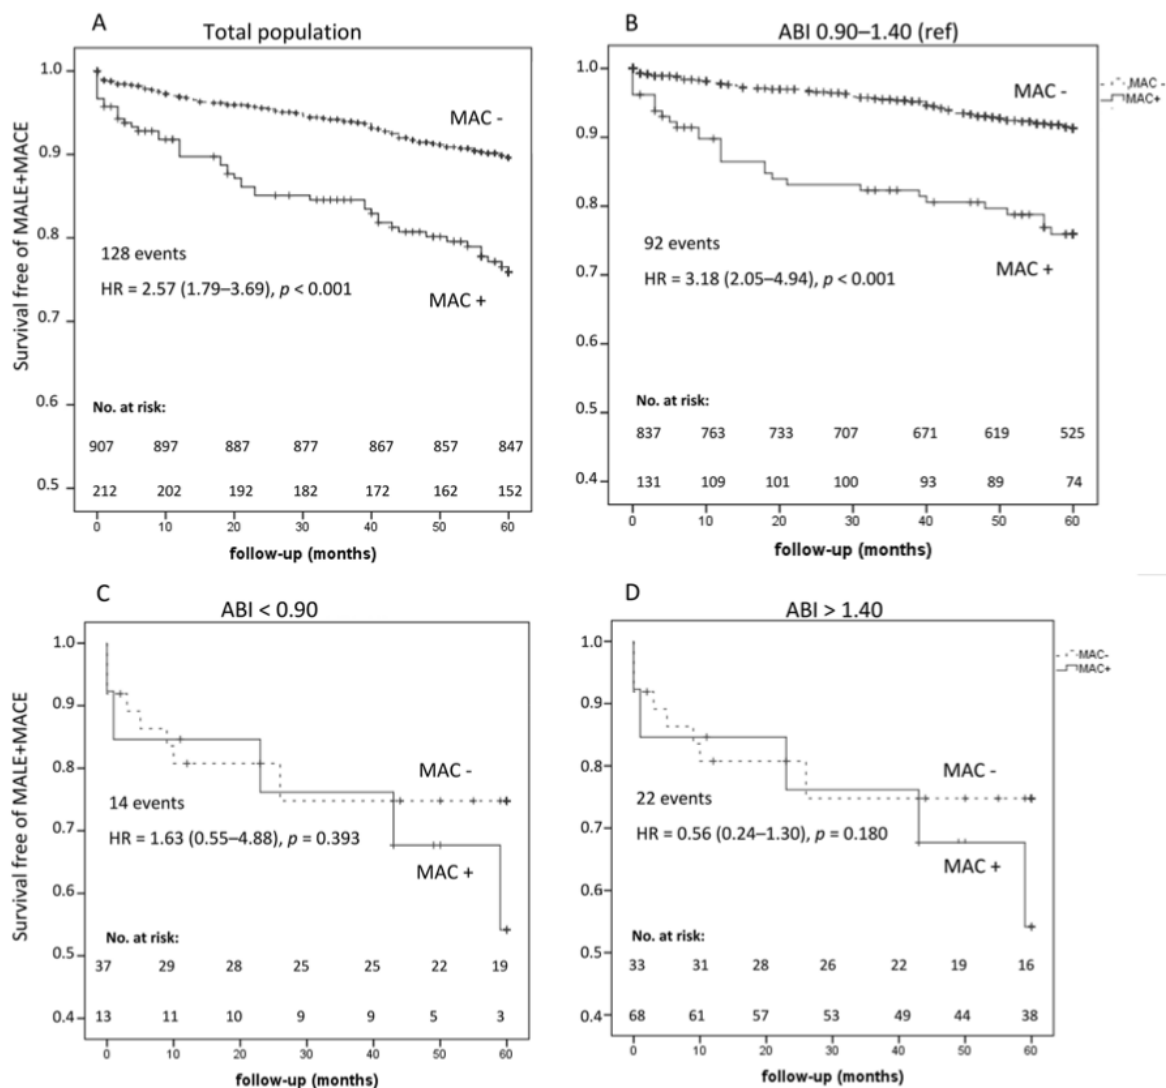 A
Total population
Survival free of MALE+MACE
1.0
0.9
0.8
0.7
0.6
0.5
MAC -
128 events
HR = 2.57 (1.79–3.69), p < 0.001
MAC +
No. at risk:
907 897 887 877 867 857 847
212 202 192 182 172 162 152
0 10 20 30 40 50 60
follow-up (months)
B
ABI 0.90–1.40 (ref)
1.0
0.9
0.8
0.7
0.6
0.5
0.4
MAC -
MAC -
MAC+
92 events
HR = 3.18 (2.05–4.94), p < 0.001
MAC +
No. at risk:
837 763 733 707 671 619 525
131 109 101 100 93 89 74
0 10 20 30 40 50 60
follow-up (months)
C
ABI < 0.90
Survival free of MALE+MACE
1.0
0.9
0.8
0.7
0.6
0.5
0.4
MAC -
14 events
HR = 1.63 (0.55–4.88), p = 0.393
MAC +
No. at risk:
37 29 28 25 25 22 19
13 11 10 9 9 5 3
0 10 20 30 40 50 60
follow-up (months)
D
ABI > 1.40
1.0
0.9
0.8
0.7
0.6
0.5
0.4
MAC-
MAC+
MAC -
22 events
HR = 0.56 (0.24–1.30), p = 0.180
MAC +
No. at risk:
33 31 28 26 22 19 16
68 61 57 53 49 44 38
0 10 20 30 40 50 60
follow-up (months)